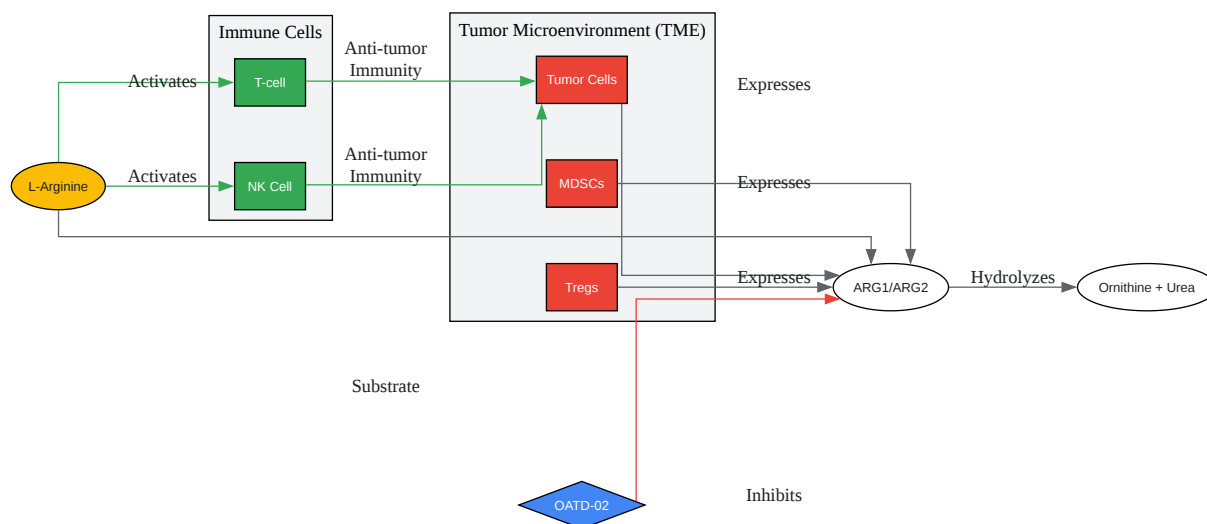 Immune Cells
Tumor Microenvironment (TME)
Anti-tumor
Immunity
Activates
T-cell
Tumor Cells
Expresses
Anti-tumor
Immunity
L-Arginine
Activates
NK Cell
MDSCs
Expresses
Tregs
Expresses
ARG1/ARG2
Hydrolyzes
Ornithine + Urea
Substrate
OATD-02
Inhibits